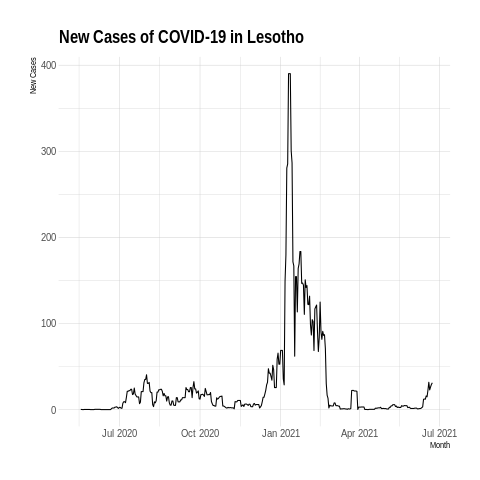 New Cases of COVID-19 in Lesotho
New Cases
400
300
200
100
0
Jul 2020 Oct 2020 Jan 2021 Apr 2021 Jul 2021
Month